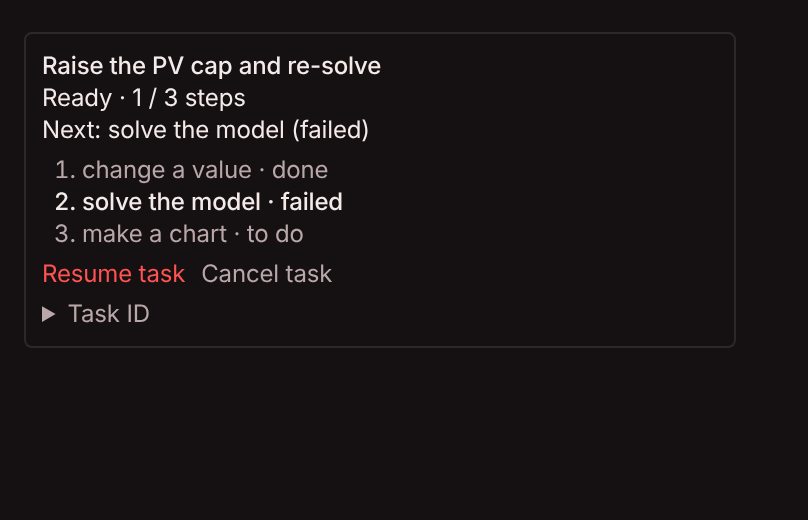 Raise the PV cap and re-solve
Ready · 1 / 3 steps
Next: solve the model (failed)
1. change a value · done
2. solve the model · failed
3. make a chart · to do
Resume task Cancel task
▶ Task ID